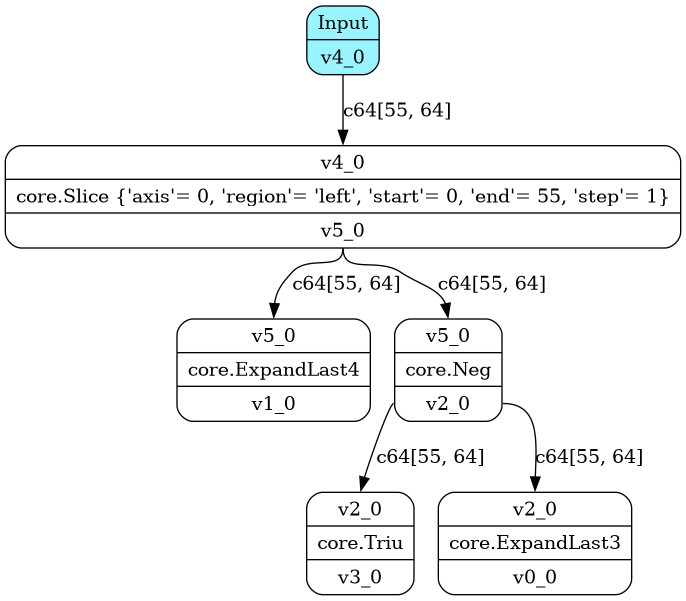 Input
v4_0
c64[55, 64]
v4_0
core.Slice {'axis'= 0, 'region'= 'left', 'start'= 0, 'end'= 55, 'step'= 1}
v5_0
c64[55, 64]
c64[55, 64]
v5_0
core.ExpandLast4
v1_0
v5_0
core.Neg
v2_0
c64[55, 64]
c64[55, 64]
v2_0
core.Triu
v3_0
v2_0
core.ExpandLast3
v0_0